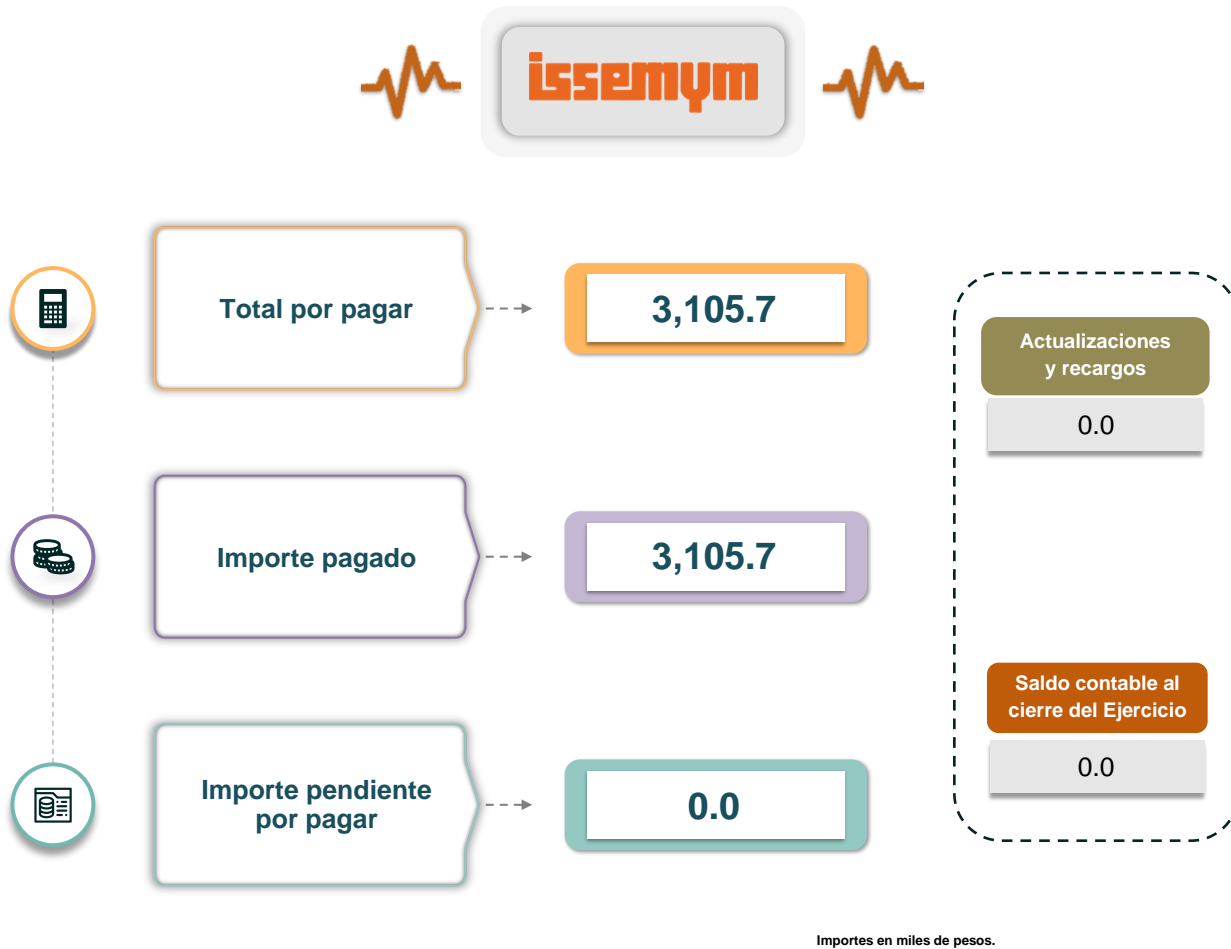 issemym
Total por pagar
3,105.7
Actualizaciones
y recargos
0.0
Importe pagado
3,105.7
Saldo contable al
cierre del Ejercicio
0.0
Importe pendiente
por pagar
0.0
Importes en miles de pesos.